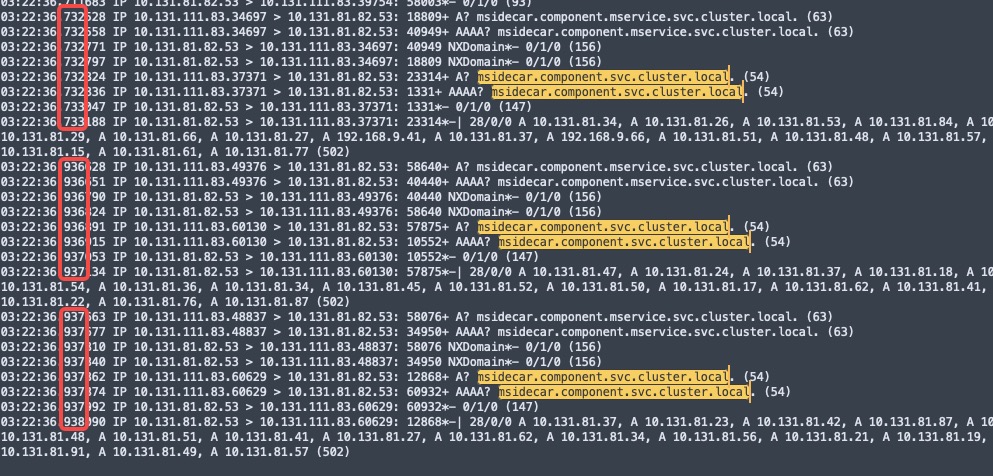 03:22:36.771683 IP 10.131.81.82.53 > 10.131.111.83.39754: 58003*- 0/1/0 (93)
03:22:36.732628 IP 10.131.111.83.34697 > 10.131.81.82.53: 18809+ A? msidecar.component.mservice.svc.cluster.local. (63)
03:22:36.732658 IP 10.131.111.83.34697 > 10.131.81.82.53: 40949+ AAAA? msidecar.component.mservice.svc.cluster.local. (63)
03:22:36.732771 IP 10.131.81.82.53 > 10.131.111.83.34697: 40949 NXDomain*- 0/1/0 (156)
03:22:36.732797 IP 10.131.81.82.53 > 10.131.111.83.34697: 18809 NXDomain*- 0/1/0 (156)
03:22:36.732824 IP 10.131.111.83.37371 > 10.131.81.82.53: 23314+ A? msidecar.component.svc.cluster.local. (54)
03:22:36.732836 IP 10.131.111.83.37371 > 10.131.81.82.53: 1331+ AAAA? msidecar.component.svc.cluster.local. (54)
03:22:36.733047 IP 10.131.81.82.53 > 10.131.111.83.37371: 1331*- 0/1/0 (147)
03:22:36.733188 IP 10.131.81.82.53 > 10.131.111.83.37371: 23314*-| 28/0/0 A 10.131.81.34, A 10.131.81.26, A 10.131.81.53, A 10.131.81.84, A 10
10.131.81.29, A 10.131.81.66, A 10.131.81.27, A 192.168.9.41, A 10.131.81.37, A 192.168.9.66, A 10.131.81.51, A 10.131.81.48, A 10.131.81.57,
10.131.81.15, A 10.131.81.61, A 10.131.81.77 (502)
03:22:36.936628 IP 10.131.111.83.49376 > 10.131.81.82.53: 58640+ A? msidecar.component.mservice.svc.cluster.local. (63)
03:22:36.936651 IP 10.131.111.83.49376 > 10.131.81.82.53: 40440+ AAAA? msidecar.component.mservice.svc.cluster.local. (63)
03:22:36.936790 IP 10.131.81.82.53 > 10.131.111.83.49376: 40440 NXDomain*- 0/1/0 (156)
03:22:36.936824 IP 10.131.81.82.53 > 10.131.111.83.49376: 58640 NXDomain*- 0/1/0 (156)
03:22:36.936891 IP 10.131.111.83.60130 > 10.131.81.82.53: 57875+ A? msidecar.component.svc.cluster.local. (54)
03:22:36.936915 IP 10.131.111.83.60130 > 10.131.81.82.53: 10552+ AAAA? msidecar.component.svc.cluster.local. (54)
03:22:36.937053 IP 10.131.81.82.53 > 10.131.111.83.60130: 10552*- 0/1/0 (147)
03:22:36.937234 IP 10.131.81.82.53 > 10.131.111.83.60130: 57875*-| 28/0/0 A 10.131.81.47, A 10.131.81.24, A 10.131.81.37, A 10.131.81.18, A 10
10.131.81.54, A 10.131.81.36, A 10.131.81.34, A 10.131.81.45, A 10.131.81.52, A 10.131.81.50, A 10.131.81.17, A 10.131.81.62, A 10.131.81.41,
10.131.81.22, A 10.131.81.76, A 10.131.81.87 (502)
03:22:36.937563 IP 10.131.111.83.48837 > 10.131.81.82.53: 58076+ A? msidecar.component.mservice.svc.cluster.local. (63)
03:22:36.937577 IP 10.131.111.83.48837 > 10.131.81.82.53: 34950+ AAAA? msidecar.component.mservice.svc.cluster.local. (63)
03:22:36.937810 IP 10.131.81.82.53 > 10.131.111.83.48837: 58076 NXDomain*- 0/1/0 (156)
03:22:36.937840 IP 10.131.81.82.53 > 10.131.111.83.48837: 34950 NXDomain*- 0/1/0 (156)
03:22:36.937862 IP 10.131.111.83.60629 > 10.131.81.82.53: 12868+ A? msidecar.component.svc.cluster.local. (54)
03:22:36.937874 IP 10.131.111.83.60629 > 10.131.81.82.53: 60932+ AAAA? msidecar.component.svc.cluster.local. (54)
03:22:36.937992 IP 10.131.81.82.53 > 10.131.111.83.60629: 60932*- 0/1/0 (147)
03:22:36.938090 IP 10.131.81.82.53 > 10.131.111.83.60629: 12868*-| 28/0/0 A 10.131.81.37, A 10.131.81.23, A 10.131.81.42, A 10.131.81.87, A 10
10.131.81.48, A 10.131.81.51, A 10.131.81.41, A 10.131.81.27, A 10.131.81.62, A 10.131.81.34, A 10.131.81.56, A 10.131.81.21, A 10.131.81.19,
10.131.81.91, A 10.131.81.49, A 10.131.81.57 (502)